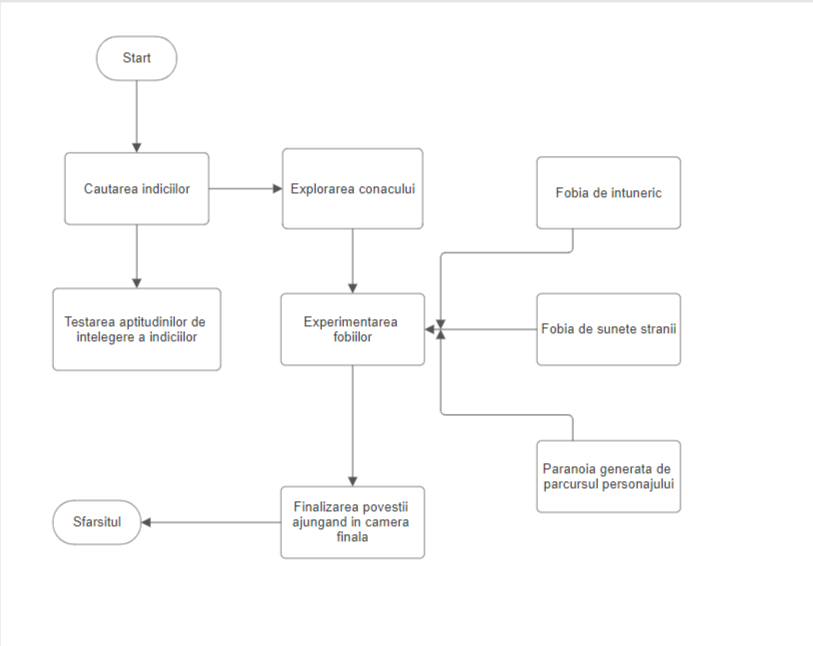 Start
Cautarea indiciilor
Explorarea conacului
Fobia de intuneric
Testarea aptitudinilor de
intelegere a indiciilor
Experimentarea
fobiilor
Fobia de sunete stranii
Paranoia generata de
parcursul personajului
Finalizarea povestii
ajungand in camera
finala
Sfarsitul